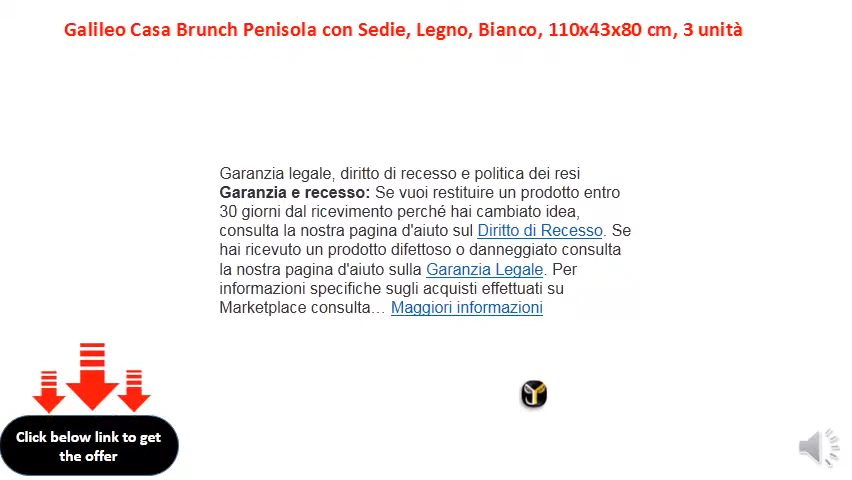 Galileo Casa Brunch Penisola con Sedie, Legno, Bianco, 110x43x80 cm, 3 unità
Garanzia legale, diritto di recesso e politica dei resi
Garanzia e recesso: Se vuoi restituire un prodotto entro
30 giorni dal ricevimento perché hai cambiato idea,
consulta la nostra pagina d'aiuto sul Diritto di Recesso. Se
hai ricevuto un prodotto difettoso o danneggiato consulta
la nostra pagina d'aiuto sulla Garanzia Legale. Per
informazioni specifiche sugli acquisti effettuati su
Marketplace consulta… Maggiori informazioni
Click below link to get
the offer